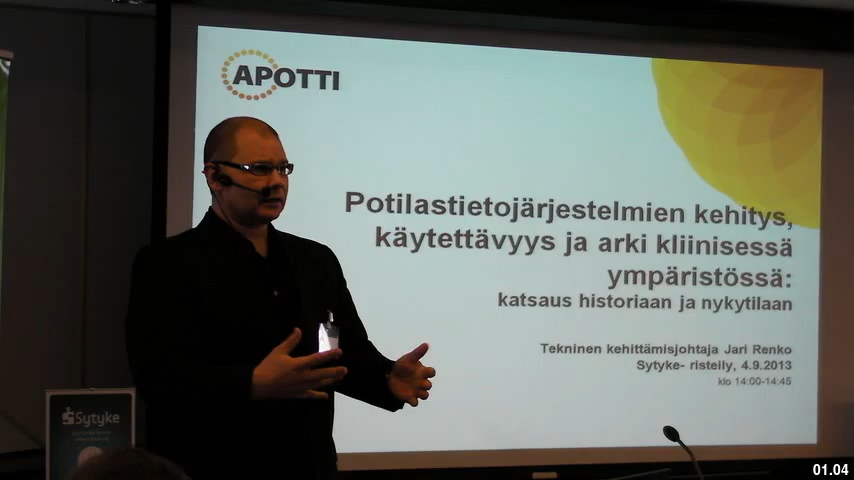 APOTTI
Potilastietojärjestelmien kehitys,
käytettävyys ja arki kliinisessä
ympäristössä:
katsaus historiaan ja nykytilaan
Tekninen kehittämisjohtaja Jari Renko
Sytyke- risteily, 4.9.2013
klo 14:00-14:45
Sytyke
01.04